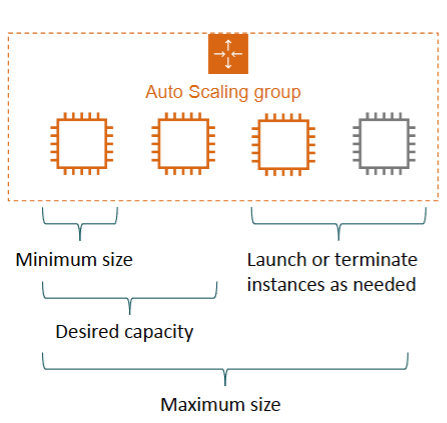 Auto Scaling group
Minimum size
Launch or terminate
instances as needed
Desired capacity
Maximum size